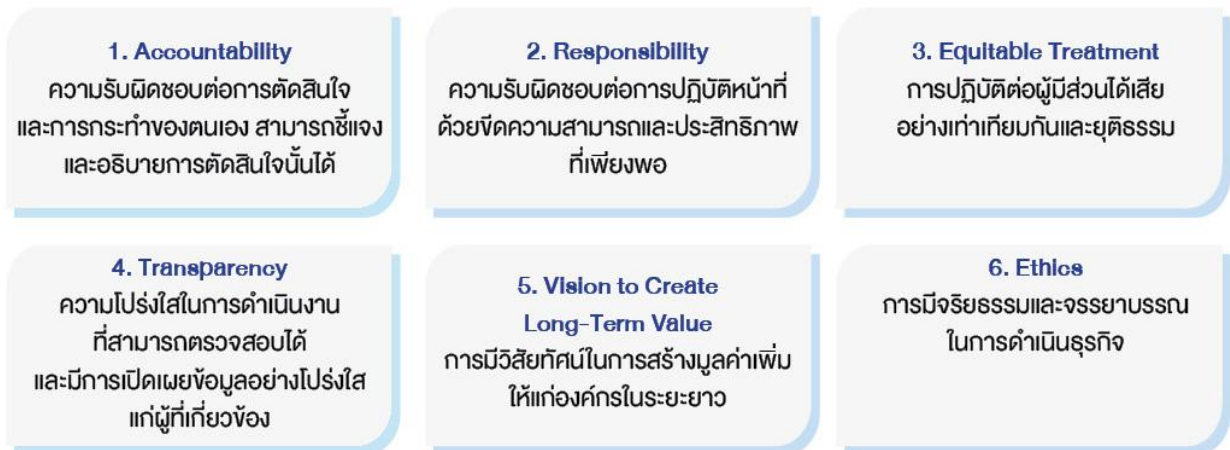 1. Accountability
ความรับผิดชอบต่อการตัดสินใจ
และการกระทำของตนเอง สามารถชี้แจง
และอธิบายการตัดสินใจนั้นได้
2. Responsibility
ความรับผิดชอบต่อการปฏิบัติหน้าที่
ด้วยขีดความสามารถและประสิทธิภาพ
ที่เพียงพอ
3. Equitable Treatment
การปฏิบัติต่อผู้มีส่วนได้เสีย
อย่างเท่าเทียมกันและยุติธรรม
4. Transparency
ความโปร่งใสในการดำเนินงาน
ที่สามารถตรวจสอบได้
และมีการเปิดเผยข้อมูลอย่างโปร่งใส
แก่ผู้ที่เกี่ยวข้อง
5. Vision to Create
Long-Term Value
การมีวิสัยทัศน์ในการสร้างมูลค่าเพิ่ม
ให้แก่องค์กรในระยะยาว
6. Ethics
การมีจริยธรรมและจรรยาบรรณ
ในการดำเนินธุรกิจ